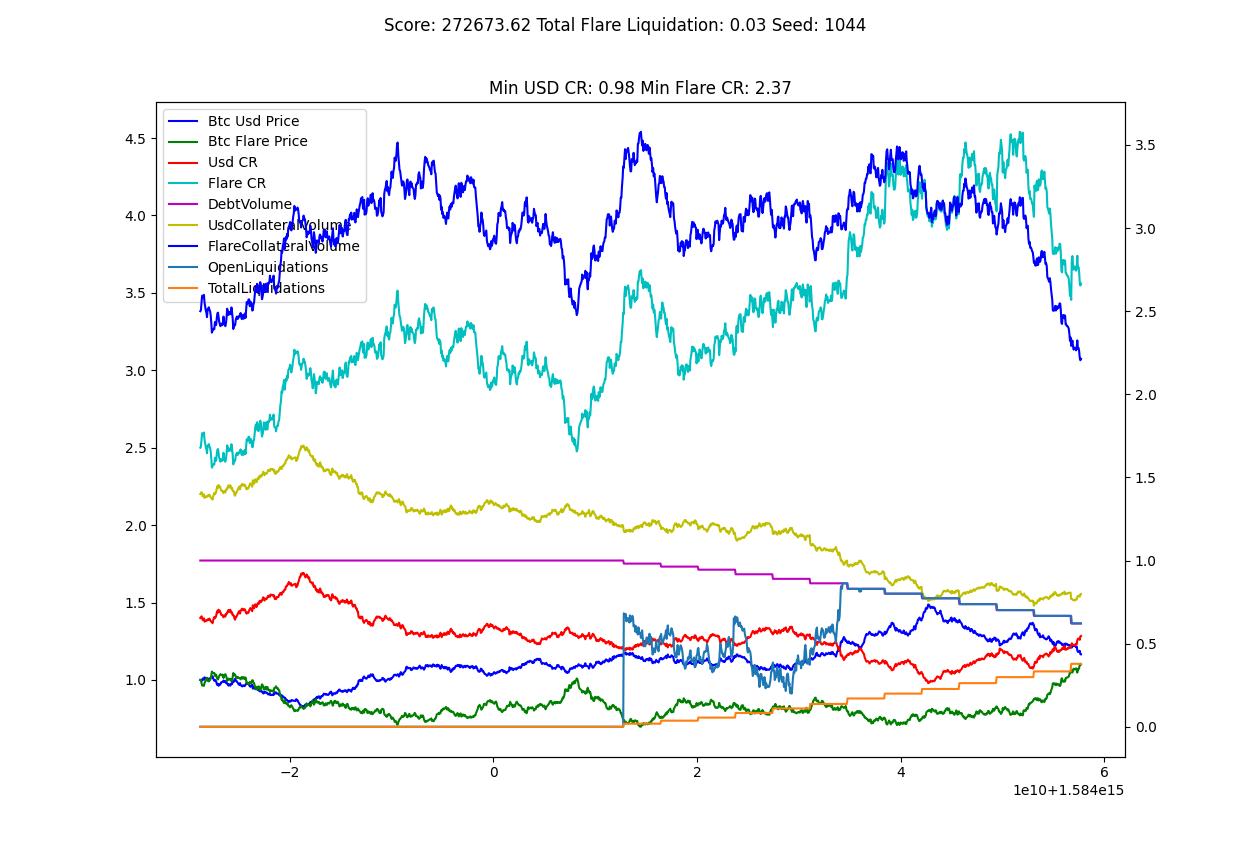 Score: 272673.62 Total Flare Liquidation: 0.03 Seed: 1044
Min USD CR: 0.98 Min Flare CR: 2.37
Btc Usd Price
Btc Flare Price
Usd CR
Flare CR
DebtVolume
UsdCollateralVolume
FlareCollateralVolume
OpenLiquidations
TotalLiquidations
4.5
4.0
3.5
3.0
2.5
2.0
1.5
1.0
3.5
3.0
2.5
2.0
1.5
1.0
0.5
0.0
−2
0
2
4
6
1e10+1.584e15